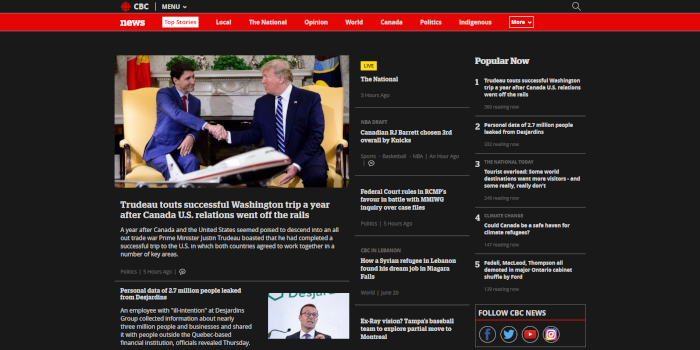 CBC
MENU
news
Top Stories
Local
The National
Opinion
World
Canada
Politics
Indigenous
More
Trudeau touts successful Washington trip a year
after Canada U.S. relations went off the rails
A year after Canada and the United States seemed poised to descend into an all
out trade war Prime Minister Justin Trudeau boasted that he had completed a
successful trip to the U.S. in which both countries agreed to work together in a
number of key areas.
Politics | 5 Hours Ago |
Personal data of 2.7 million people leaked
from Desjardins
An employee with "ill-intention" at Desjardins
Group collected information about nearly
three million people and businesses and shared
it with people outside the Quebec-based
financial institution, officials revealed Thursday.
Desjard
LIVE
The National
3 Hours Ago
NBA DRAFT
Canadian RJ Barrett chosen 3rd
overall by Knicks
Sports - Basketball - NBA | An Hour Ago
|
Federal Court rules in RCMP's
favour in battle with MMIWG
inquiry over case files
Politics | 5 Hours Ago
CBC IN LEBANON
How a Syrian refugee in Lebanon
found his dream job in Niagara
Falls
World | June 20
Ex-Ray vision? Tampa's baseball
team to explore partial move to
Montreal
Popular Now
1 Trudeau touts successful Washington
trip a year after Canada U.S. relations
went off the rails
reading now
2 Personal data of 2.7 million people
leaked from Desjardins
332 reading now
3 THE NATIONAL TODAY
Tourist overload: Some world
destinations want more visitors - and
some really, really don't
reading now
4 CLIMATE CHANGE
Could Canada be a safe haven for
climate refugees?
147 reading now
5 Fedeli, MacLeod, Thompson all
demoted in major Ontario cabinet
shuffle by Ford
139 reading now
FOLLOW CBC NEWS